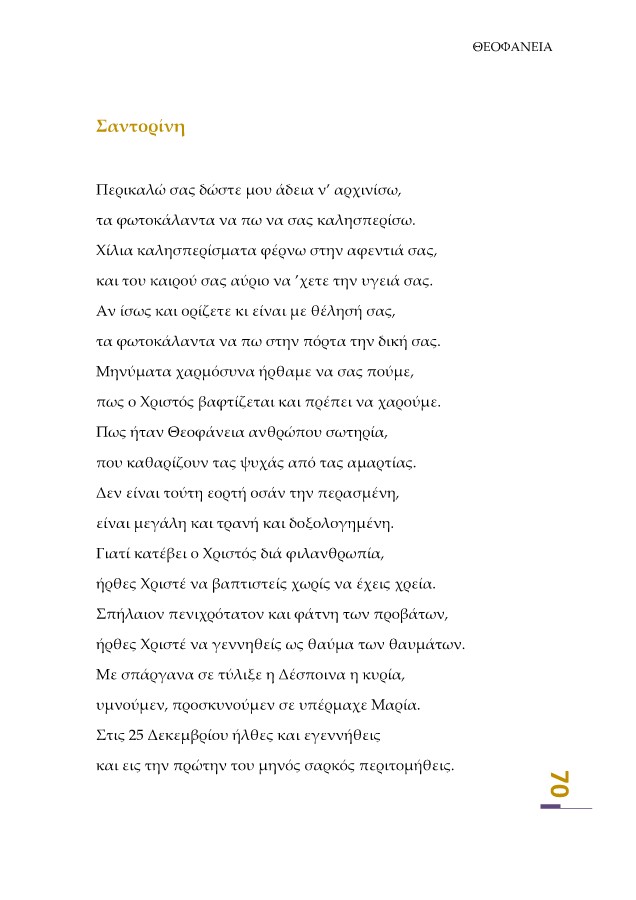 ΘΕΟΦΑΝΕΙΑ
Σαντορίνη
Περικαλώ σας δώστε μου άδεια ν’ αρχινίσω,
τα φωτοκάλαντα να πω να σας καλησπερίσω.
Χίλια καλησπερίσματα φέρνω στην αφεντιά σας,
και του καιρού σας αύριο να ’χετε την υγειά σας.
Αν ίσως και ορίζετε κι είναι με θέλησή σας,
τα φωτοκάλαντα να πω στην πόρτα την δική σας.
Μηνύματα χαρμόσυνα ήρθαμε να σας πούμε,
πως ο Χριστός βαφτίζεται και πρέπει να χαρούμε.
Πως ήταν Θεοφάνεια ανθρώπου σωτηρία,
που καθαρίζουν τας ψυχάς από τας αμαρτίας.
Δεν είναι τούτη εορτή οσάν την περασμένη,
είναι μεγάλη και τρανή και δοξολογημένη.
Γιατί κατέβει ο Χριστός διά φιλανθρωπία,
ήρθες Χριστέ να βαπτιστείς χωρίς να έχεις χρεία.
Σπήλαιον πενιχρότατον και φάτνη των προβάτων,
ήρθες Χριστέ να γεννηθείς ως θαύμα των θαυμάτων.
Με σπάργανα σε τύλιξε η Δέσποινα η κυρία,
υμνούμεν, προσκυνούμεν σε υπέρμαχε Μαρία.
Στις 25 Δεκεμβρίου ήλθες και εγεννήθεις
και εις την πρώτην του μηνός σαρκός περιτομήθεις.
70